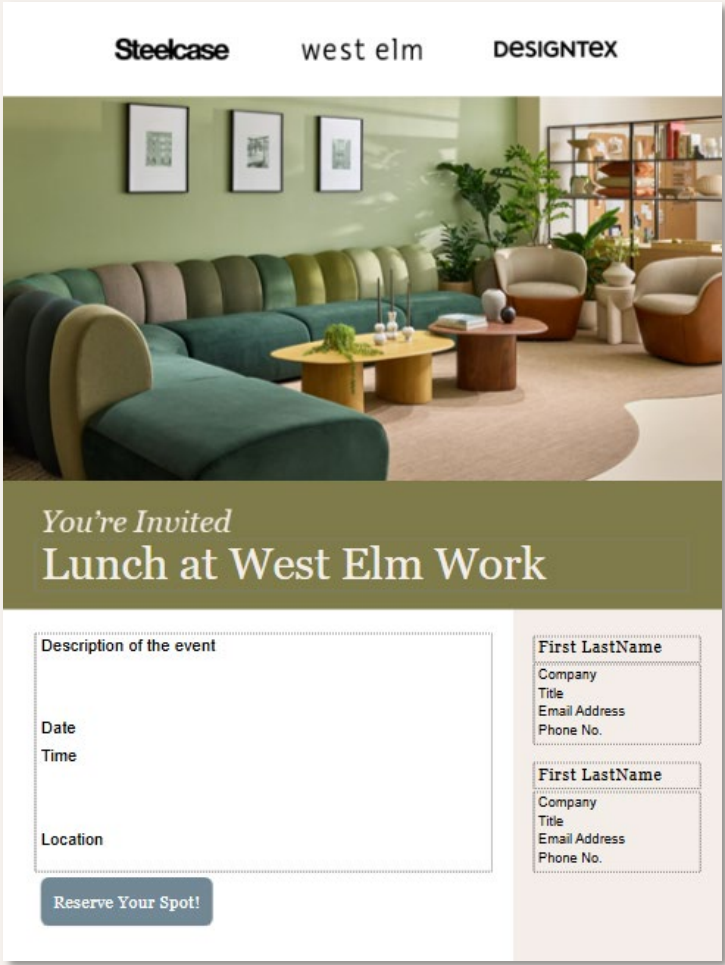 Steelcase
west elm
DESIGNTEX
You're Invited
Lunch at West Elm Work
Description of the event
Date
Time
Location
Reserve Your Spot!
First LastName
Company
Title
Email Address
Phone No.
First LastName
Company
Title
Email Address
Phone No.